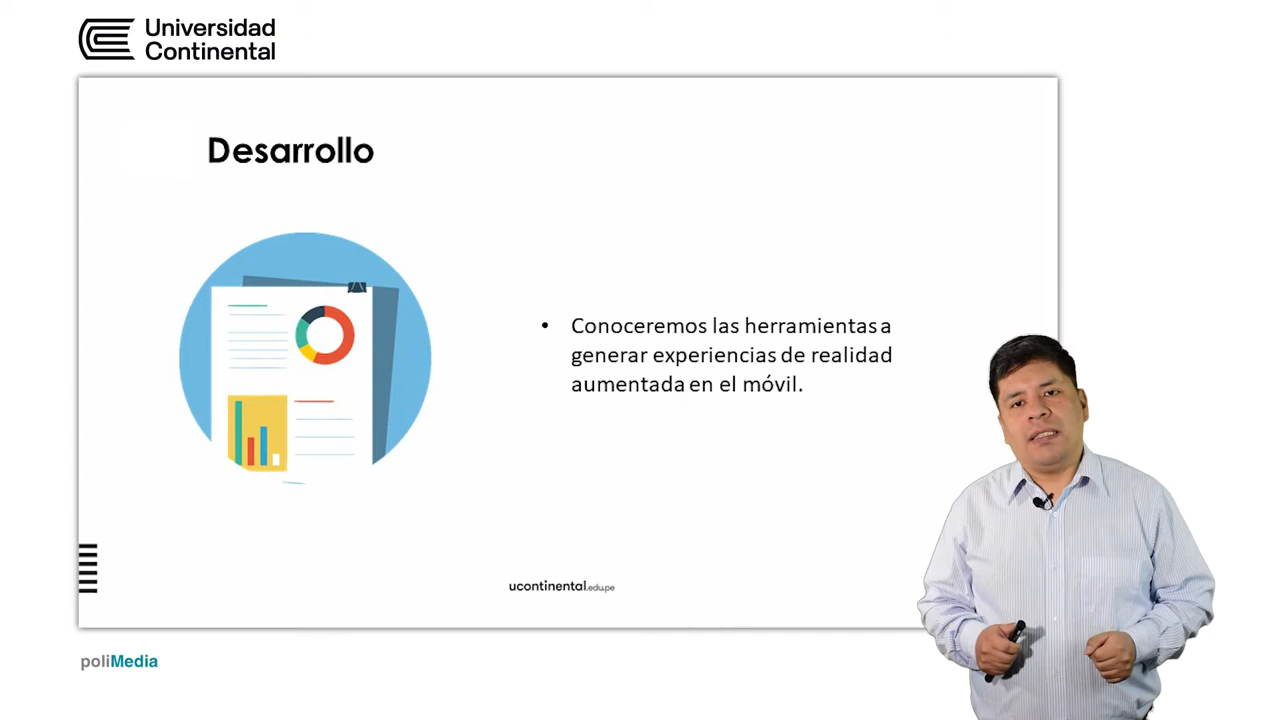 Universidad
Continental
Desarrollo
• Conoceremos las herramientas a
generar experiencias de realidad
aumentada en el móvil.
ucontinental.edu.pe
poliMedia